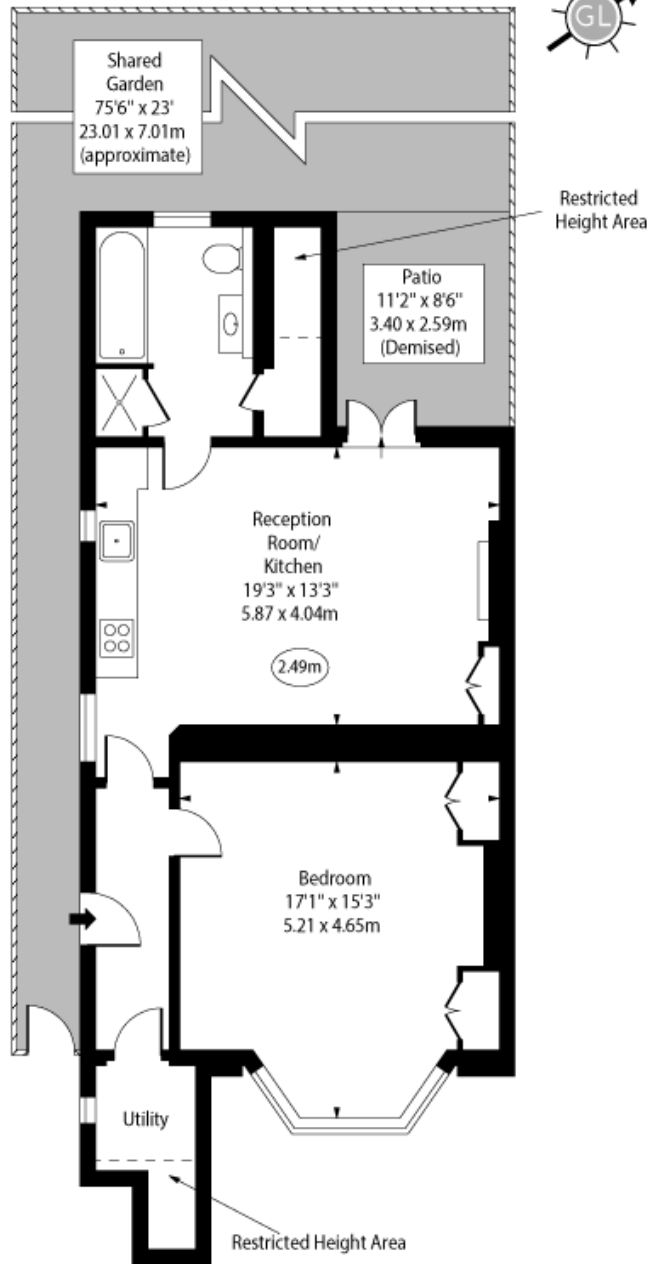 GL
Shared
Garden
75'6" x 23'
23.01 x 7.01m
(approximate)
Restricted
Height Area
Patio
11'2" x 8'6"
3.40 x 2.59m
(Demised)
Reception
Room/
Kitchen
19'3" x 13'3"
5.87 x 4.04m
2.49m
Bedroom
17'1" x 15'3"
5.21 x 4.65m
Utility
Restricted Height Area